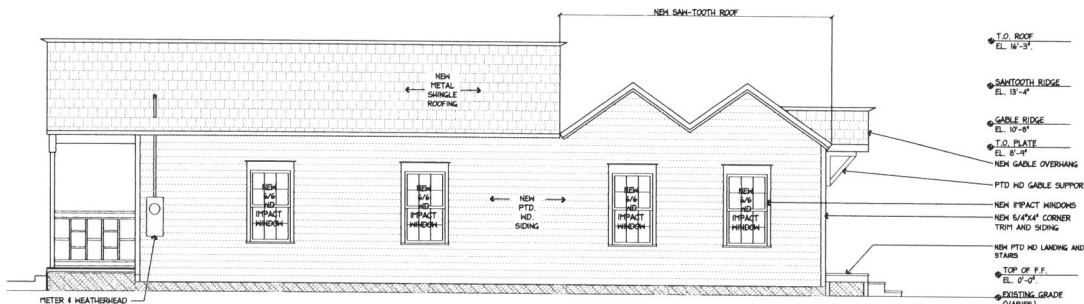 NEW SAW-TOOTH ROOF
NEW
METAL
SHINGLE
ROOFING
NEW
6/6
WD
IMPACT
WINDOW
NEW
6/6
WD
IMPACT
WINDOW
NEW
PTD.
WD.
SIDING
NEW
6/6
WD
IMPACT
WINDOW
NEW
6/6
WD
IMPACT
WINDOW
METER & WEATHERHEAD
T.O. ROOF
EL. 16'-3".
SAWTOOTH RIDGE
EL. 13'-4"
GABLE RIDGE
EL. 10'-8"
T.O. PLATE
EL. 8'-9"
NEW GABLE OVERHANG
PTD WD GABLE SUPPOR
NEW IMPACT WINDOWS
NEW 5/4"X4" CORNER
TRIM AND SIDING
NEW PTD WD LANDING AND
STAIRS
TOP OF F.F.
EL. 0'-0".
EXISTING GRADE
(VARIES)